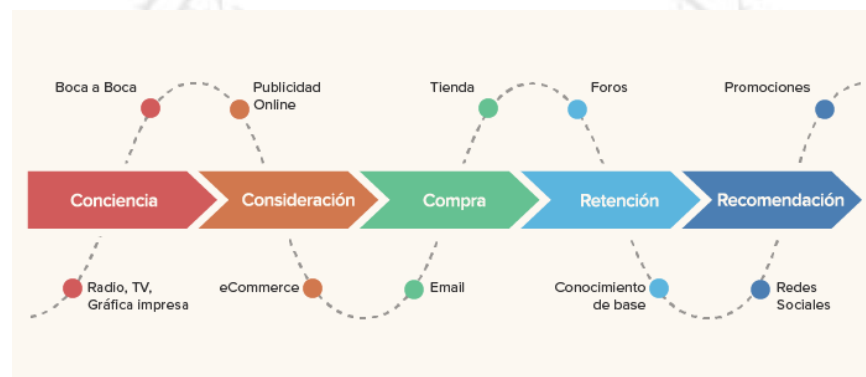 Boca a Boca
Publicidad
Online
Tienda
Foros
Promociones
Conciencia
Consideración
Compra
Retención
Recomendación
Radio, TV,
Gráfica impresa
eCommerce
Email
Conocimiento
de base
Redes
Sociales